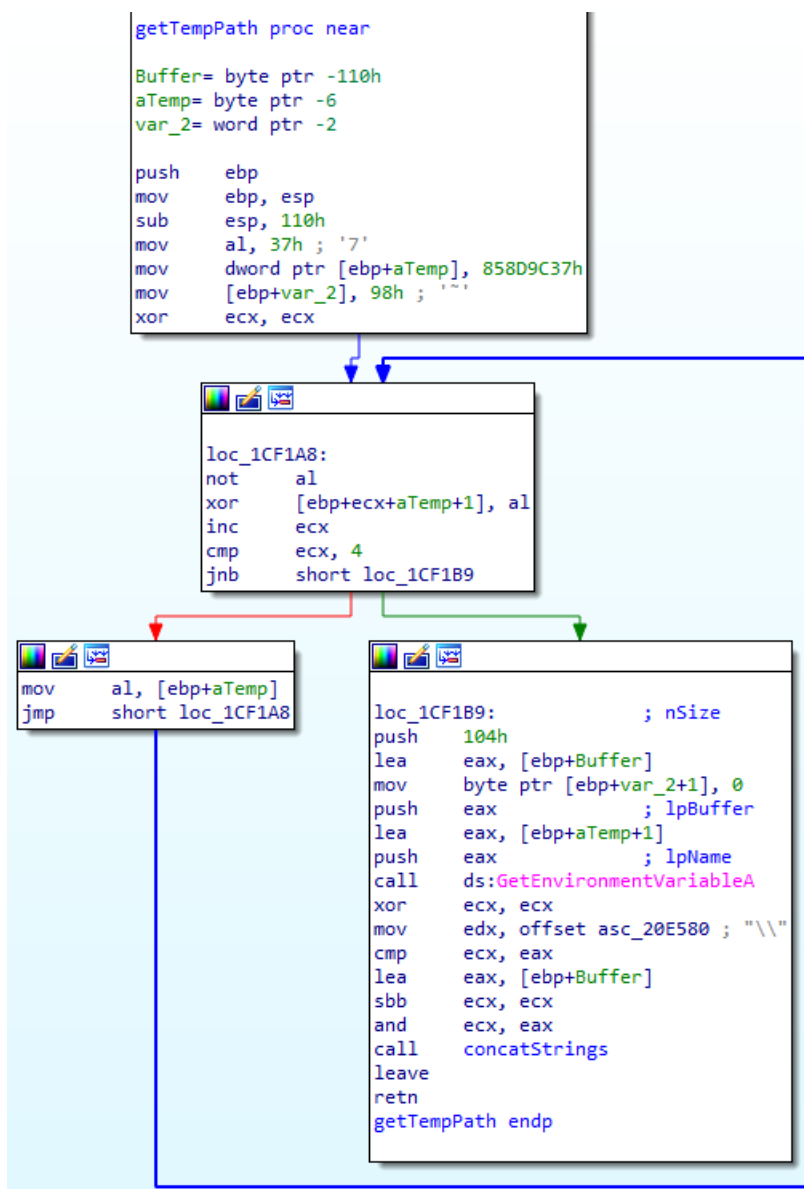 getTempPath proc near
Buffer= byte ptr -110h
aTemp= byte ptr -6
var_2= word ptr -2
push ebp
mov ebp, esp
sub esp, 110h
mov al, 37h ; '7'
mov dword ptr [ebp+aTemp], 858D9C37h
mov [ebp+var_2], 98h ; '˜'
xor ecx, ecx
loc_1CF1A8:
not al
xor [ebp+ecx+aTemp+1], al
inc ecx
cmp ecx, 4
jnb short loc_1CF1B9
mov al, [ebp+aTemp]
jmp short loc_1CF1A8
loc_1CF1B9: ; nSize
push 104h
lea eax, [ebp+Buffer]
mov byte ptr [ebp+var_2+1], 0
push eax ; lpBuffer
lea eax, [ebp+aTemp+1]
push eax ; lpName
call ds:GetEnvironmentVariableA
xor ecx, ecx
mov edx, offset asc_20E580 ; "\\"
cmp ecx, eax
lea eax, [ebp+Buffer]
sbb ecx, ecx
and ecx, eax
call concatStrings
leave
retn
getTempPath endp